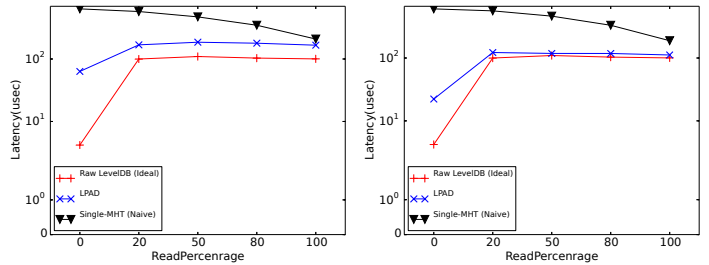 Latency(usec)
10^2
10^1
10^0
0
Raw LevelDB (Ideal)
LPAD
Single-MHT (Naive)
0 20 50 80 100
ReadPercenrage
Latency(usec)
10^2
10^1
10^0
0
Raw LevelDB (Ideal)
LPAD
Single-MHT (Naive)
0 20 50 80 100
ReadPercenrage